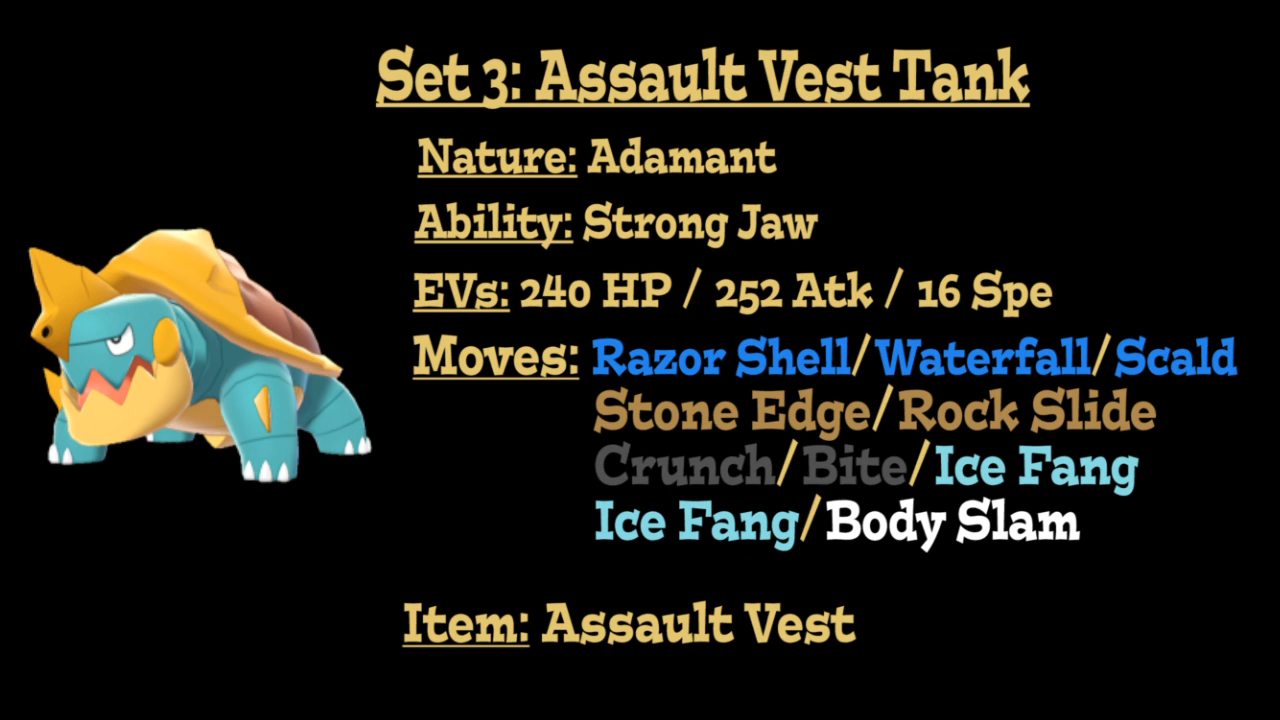 Set 3: Assault Vest Tank
Nature: Adamant
Ability: Strong Jaw
EVs: 240 HP / 252 Atk / 16 Spe
Moves: Razor Shell/Waterfall/Scald
Stone Edge/Rock Slide
Crunch/Bite/Ice Fang
Ice Fang/Body Slam
Item: Assault Vest